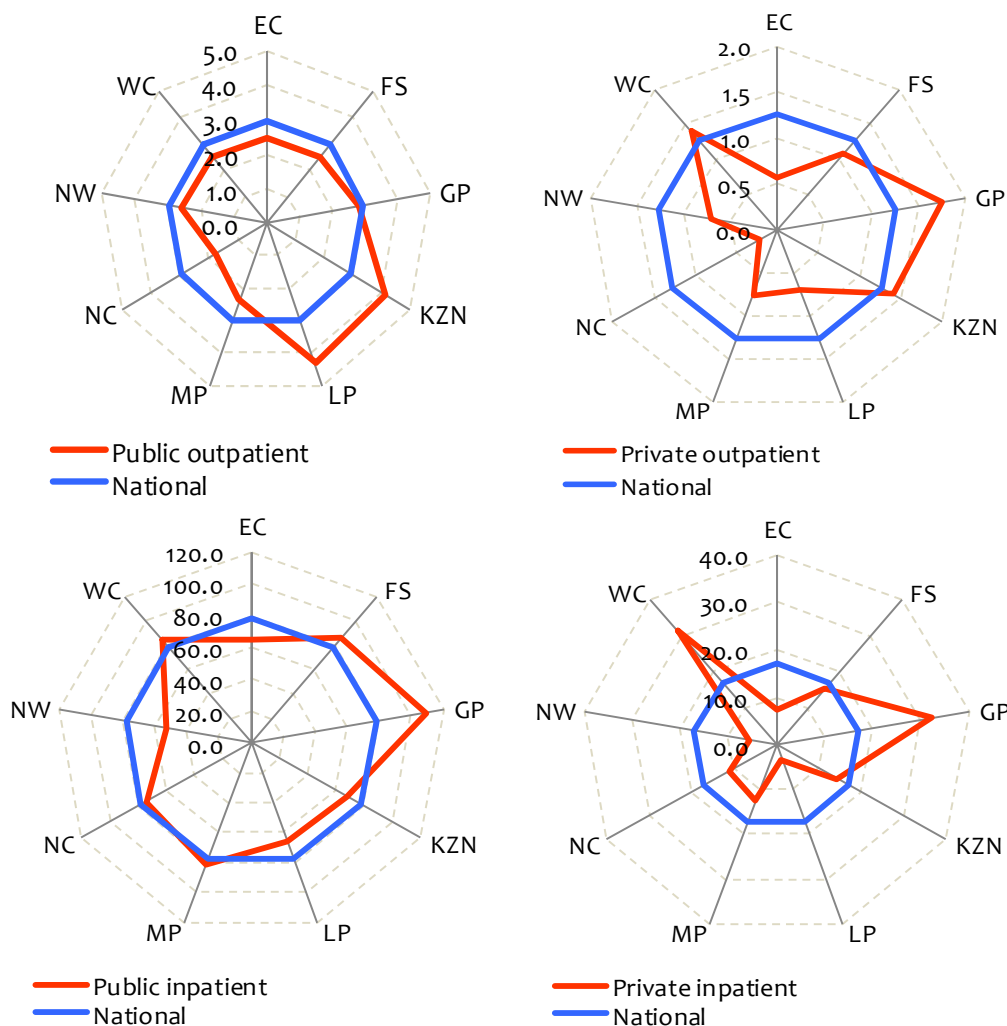 EC
5.0
4.0
3.0
2.0
1.0
0.0
FS
GP
KZN
LP
MP
NC
NW
WC
Public outpatient
National
EC
2.0
1.5
1.0
0.5
0.0
FS
GP
KZN
LP
MP
NC
NW
WC
Private outpatient
National
EC
120.0
100.0
80.0
60.0
40.0
20.0
0.0
FS
GP
KZN
LP
MP
NC
NW
WC
Public inpatient
National
EC
40.0
30.0
20.0
10.0
0.0
FS
GP
KZN
LP
MP
NC
NW
WC
Private inpatient
National